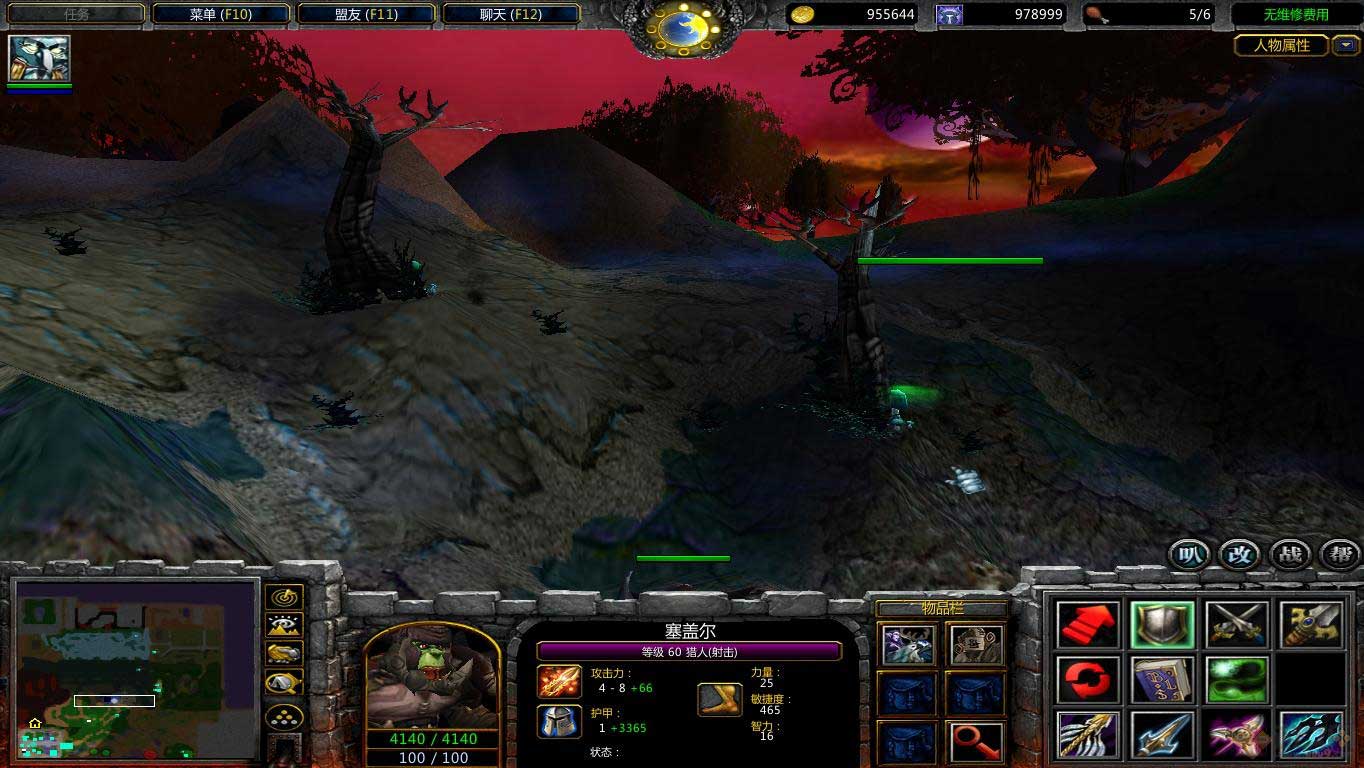 任务
菜单 (F10)
盟友 (F11)
聊天 (F12)
955644
978999
5/6
无维修费用
人物属性
叭 改 战 帮
物品栏
塞盖尔
等级 60 猎人(射击)
攻击力：
4 - 8 +66
护甲：
1 +3365
状态：
力量：
25
敏捷度：
465
智力：
16
4140 / 4140
100 / 100